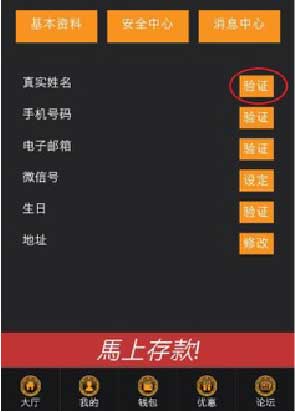 基本资料 安全中心 消息中心
真实姓名 验证
手机号码 验证
电子邮箱 验证
微信号 设定
生日 验证
地址 修改
馬上存款!
大厅 我的 钱包 优惠 论坛